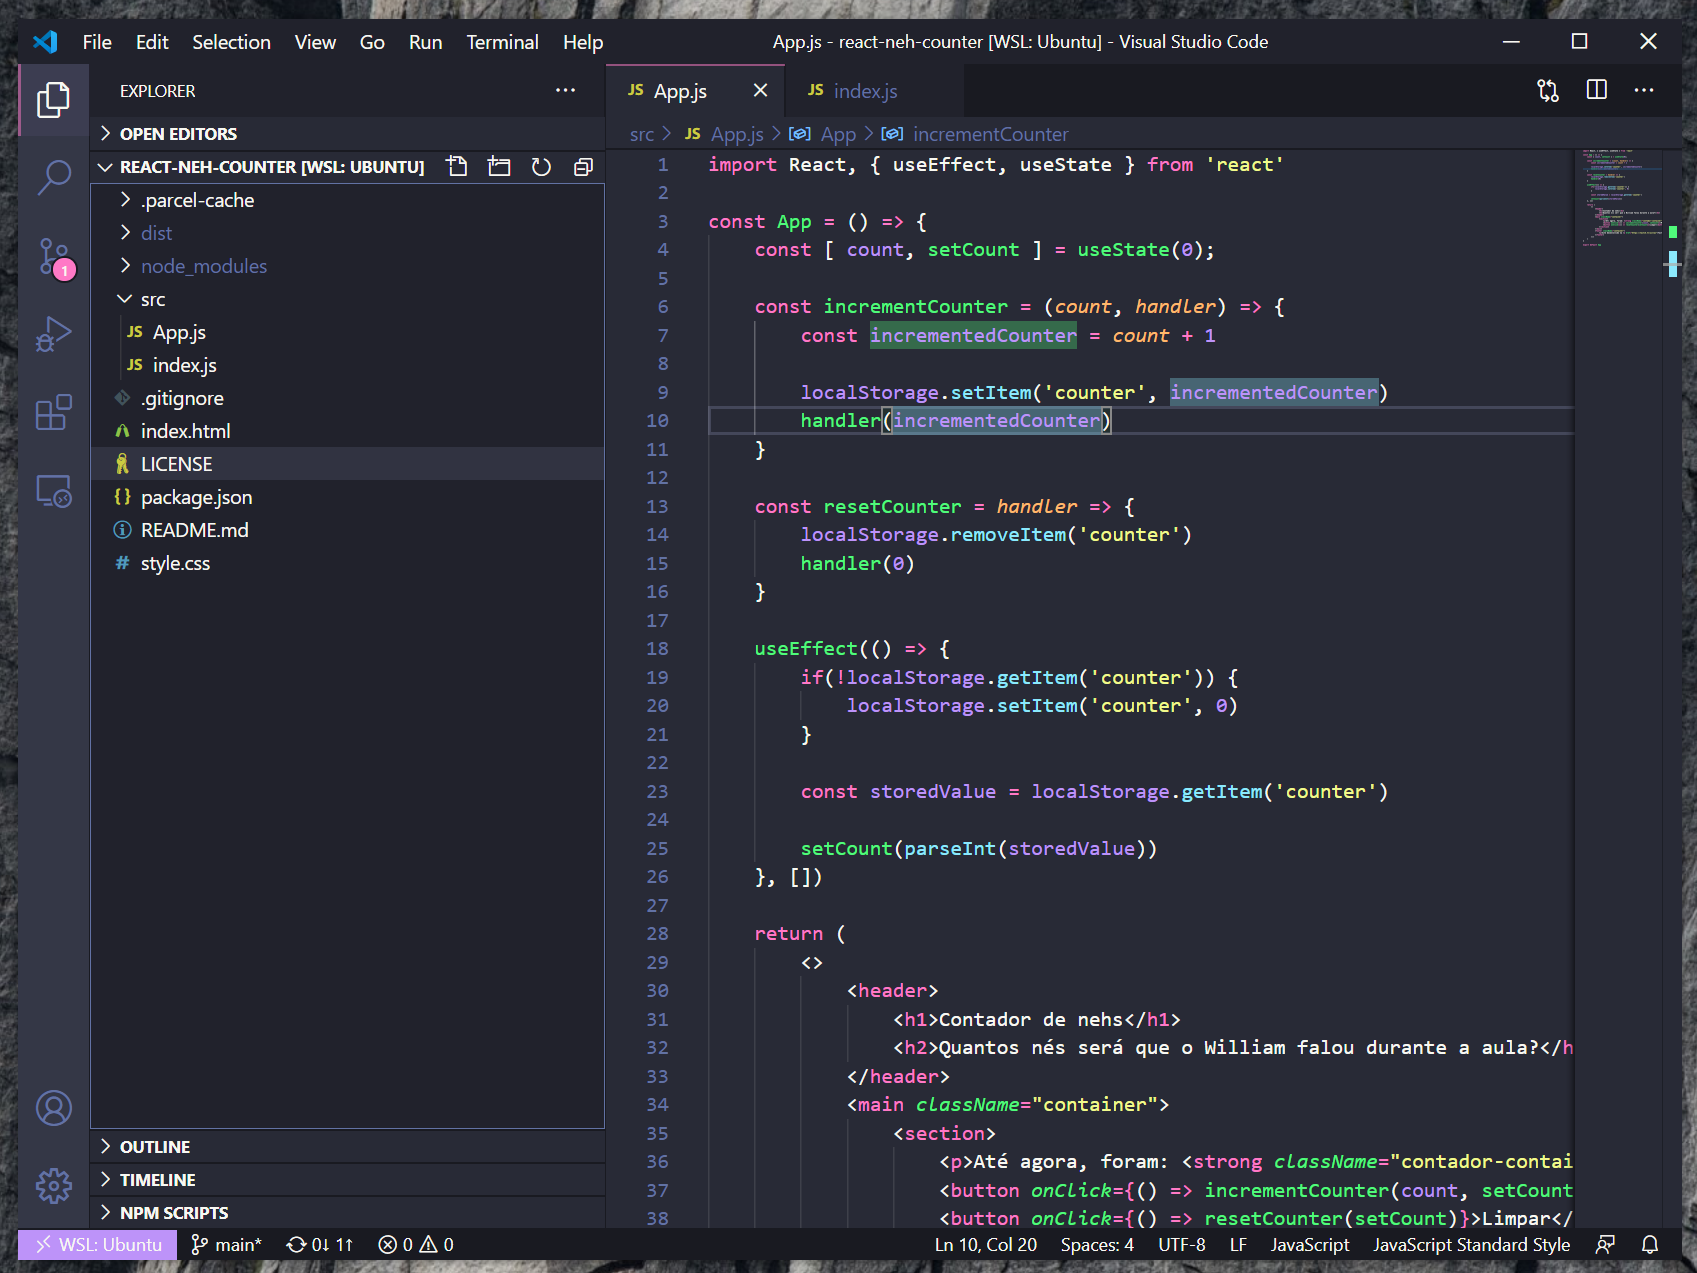 File Edit Selection View Go Run Terminal Help
App.js - react-neh-counter [WSL: Ubuntu] - Visual Studio Code
EXPLORER
OPEN EDITORS
REACT-NEH-COUNTER [WSL: UBUNTU]
.parcel-cache
dist
node_modules
src
JS App.js
JS index.js
.gitignore
index.html
LICENSE
{} package.json
README.md
# style.css
OUTLINE
TIMELINE
NPM SCRIPTS
1
JS App.js
JS index.js
src > JS App.js > App > incrementCounter
1 import React, { useEffect, useState } from 'react'
2
3 const App = () => {
4 const [ count, setCount ] = useState(0);
5
6 const incrementCounter = (count, handler) => {
7 const incrementedCounter = count + 1
8
9 localStorage.setItem('counter', incrementedCounter)
10 handler(incrementedCounter)
11 }
12
13 const resetCounter = handler => {
14 localStorage.removeItem('counter')
15 handler(0)
16 }
17
18 useEffect(() => {
19 if(!localStorage.getItem('counter')) {
20 localStorage.setItem('counter', 0)
21 }
22
23 const storedValue = localStorage.getItem('counter')
24
25 setCount(parseInt(storedValue))
26 }, [])
27
28 return (
29 <>
30 <header>
31 <h1>Contador de nehs</h1>
32 <h2>Quantos nés será que o William falou durante a aula?</h
33 </header>
34 <main className="container">
35 <section>
36 <p>Até agora, foram: <strong className="contador-contai
37 <button onClick={() => incrementCounter(count, setCount
38 <button onClick={() => resetCounter(setCount)}>Limpar</
WSL: Ubuntu main* 0↓ 1↑ 0 0
Ln 10, Col 20 Spaces: 4 UTF-8 LF JavaScript JavaScript Standard Style